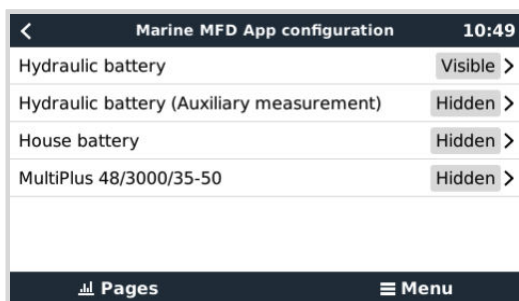 Marine MFD App configuration 10:49
Hydraulic battery Visible
Hydraulic battery (Auxiliary measurement) Hidden
House battery Hidden
MultiPlus 48/3000/35-50 Hidden
Pages Menu